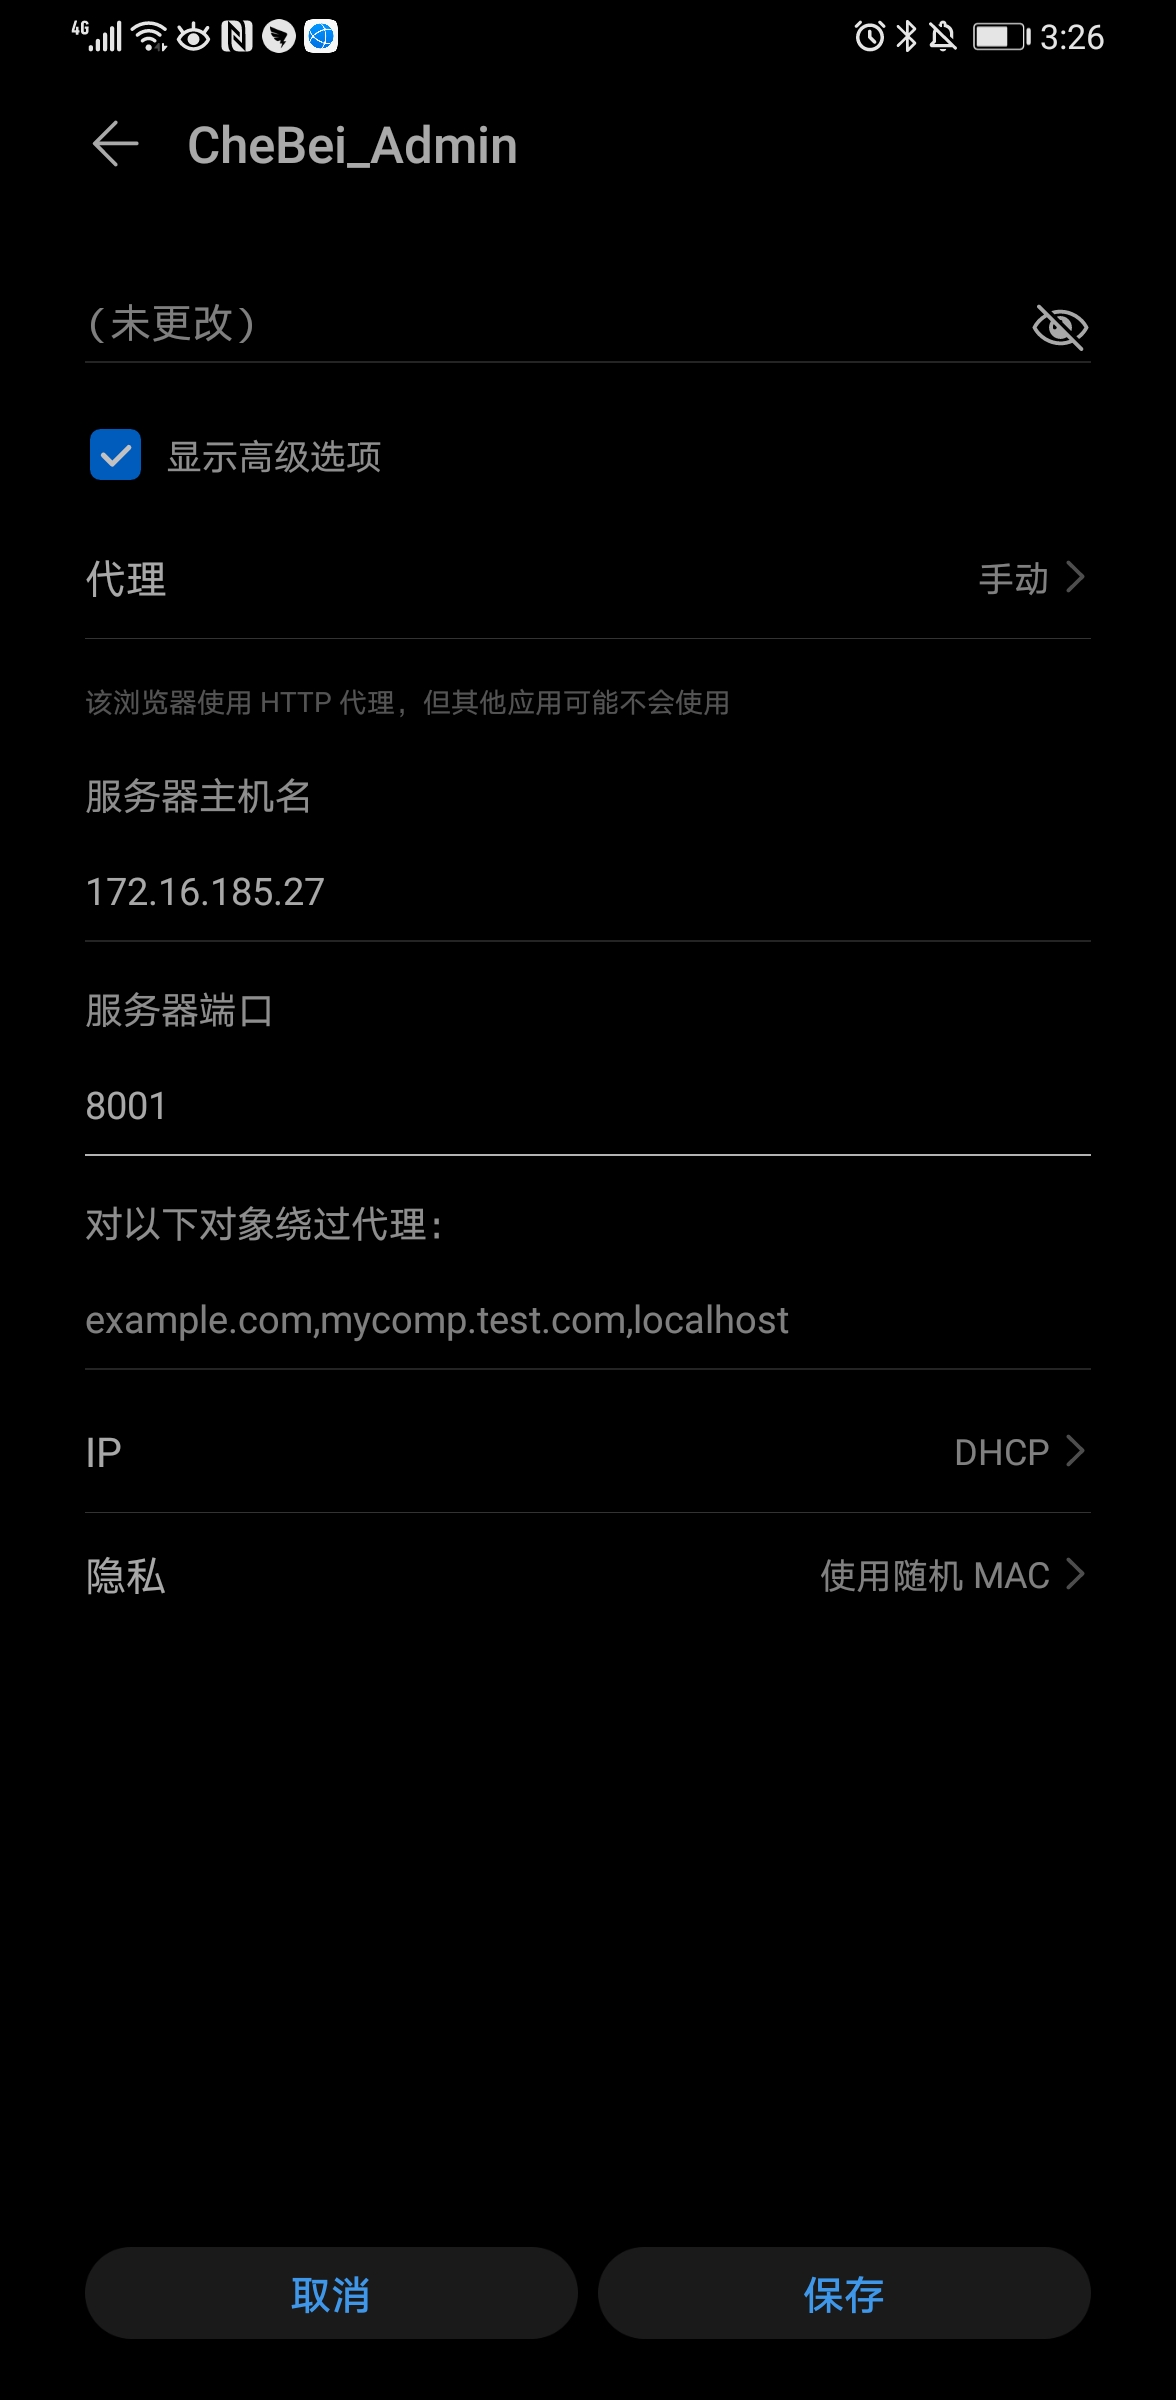 4G 3:26
CheBei_Admin
（未更改）
显示高级选项
代理 手动
该浏览器使用 HTTP 代理，但其他应用可能不会使用
服务器主机名
172.16.185.27
服务器端口
8001
对以下对象绕过代理：
example.com,mycomp.test.com,localhost
IP DHCP
隐私 使用随机 MAC
取消 保存